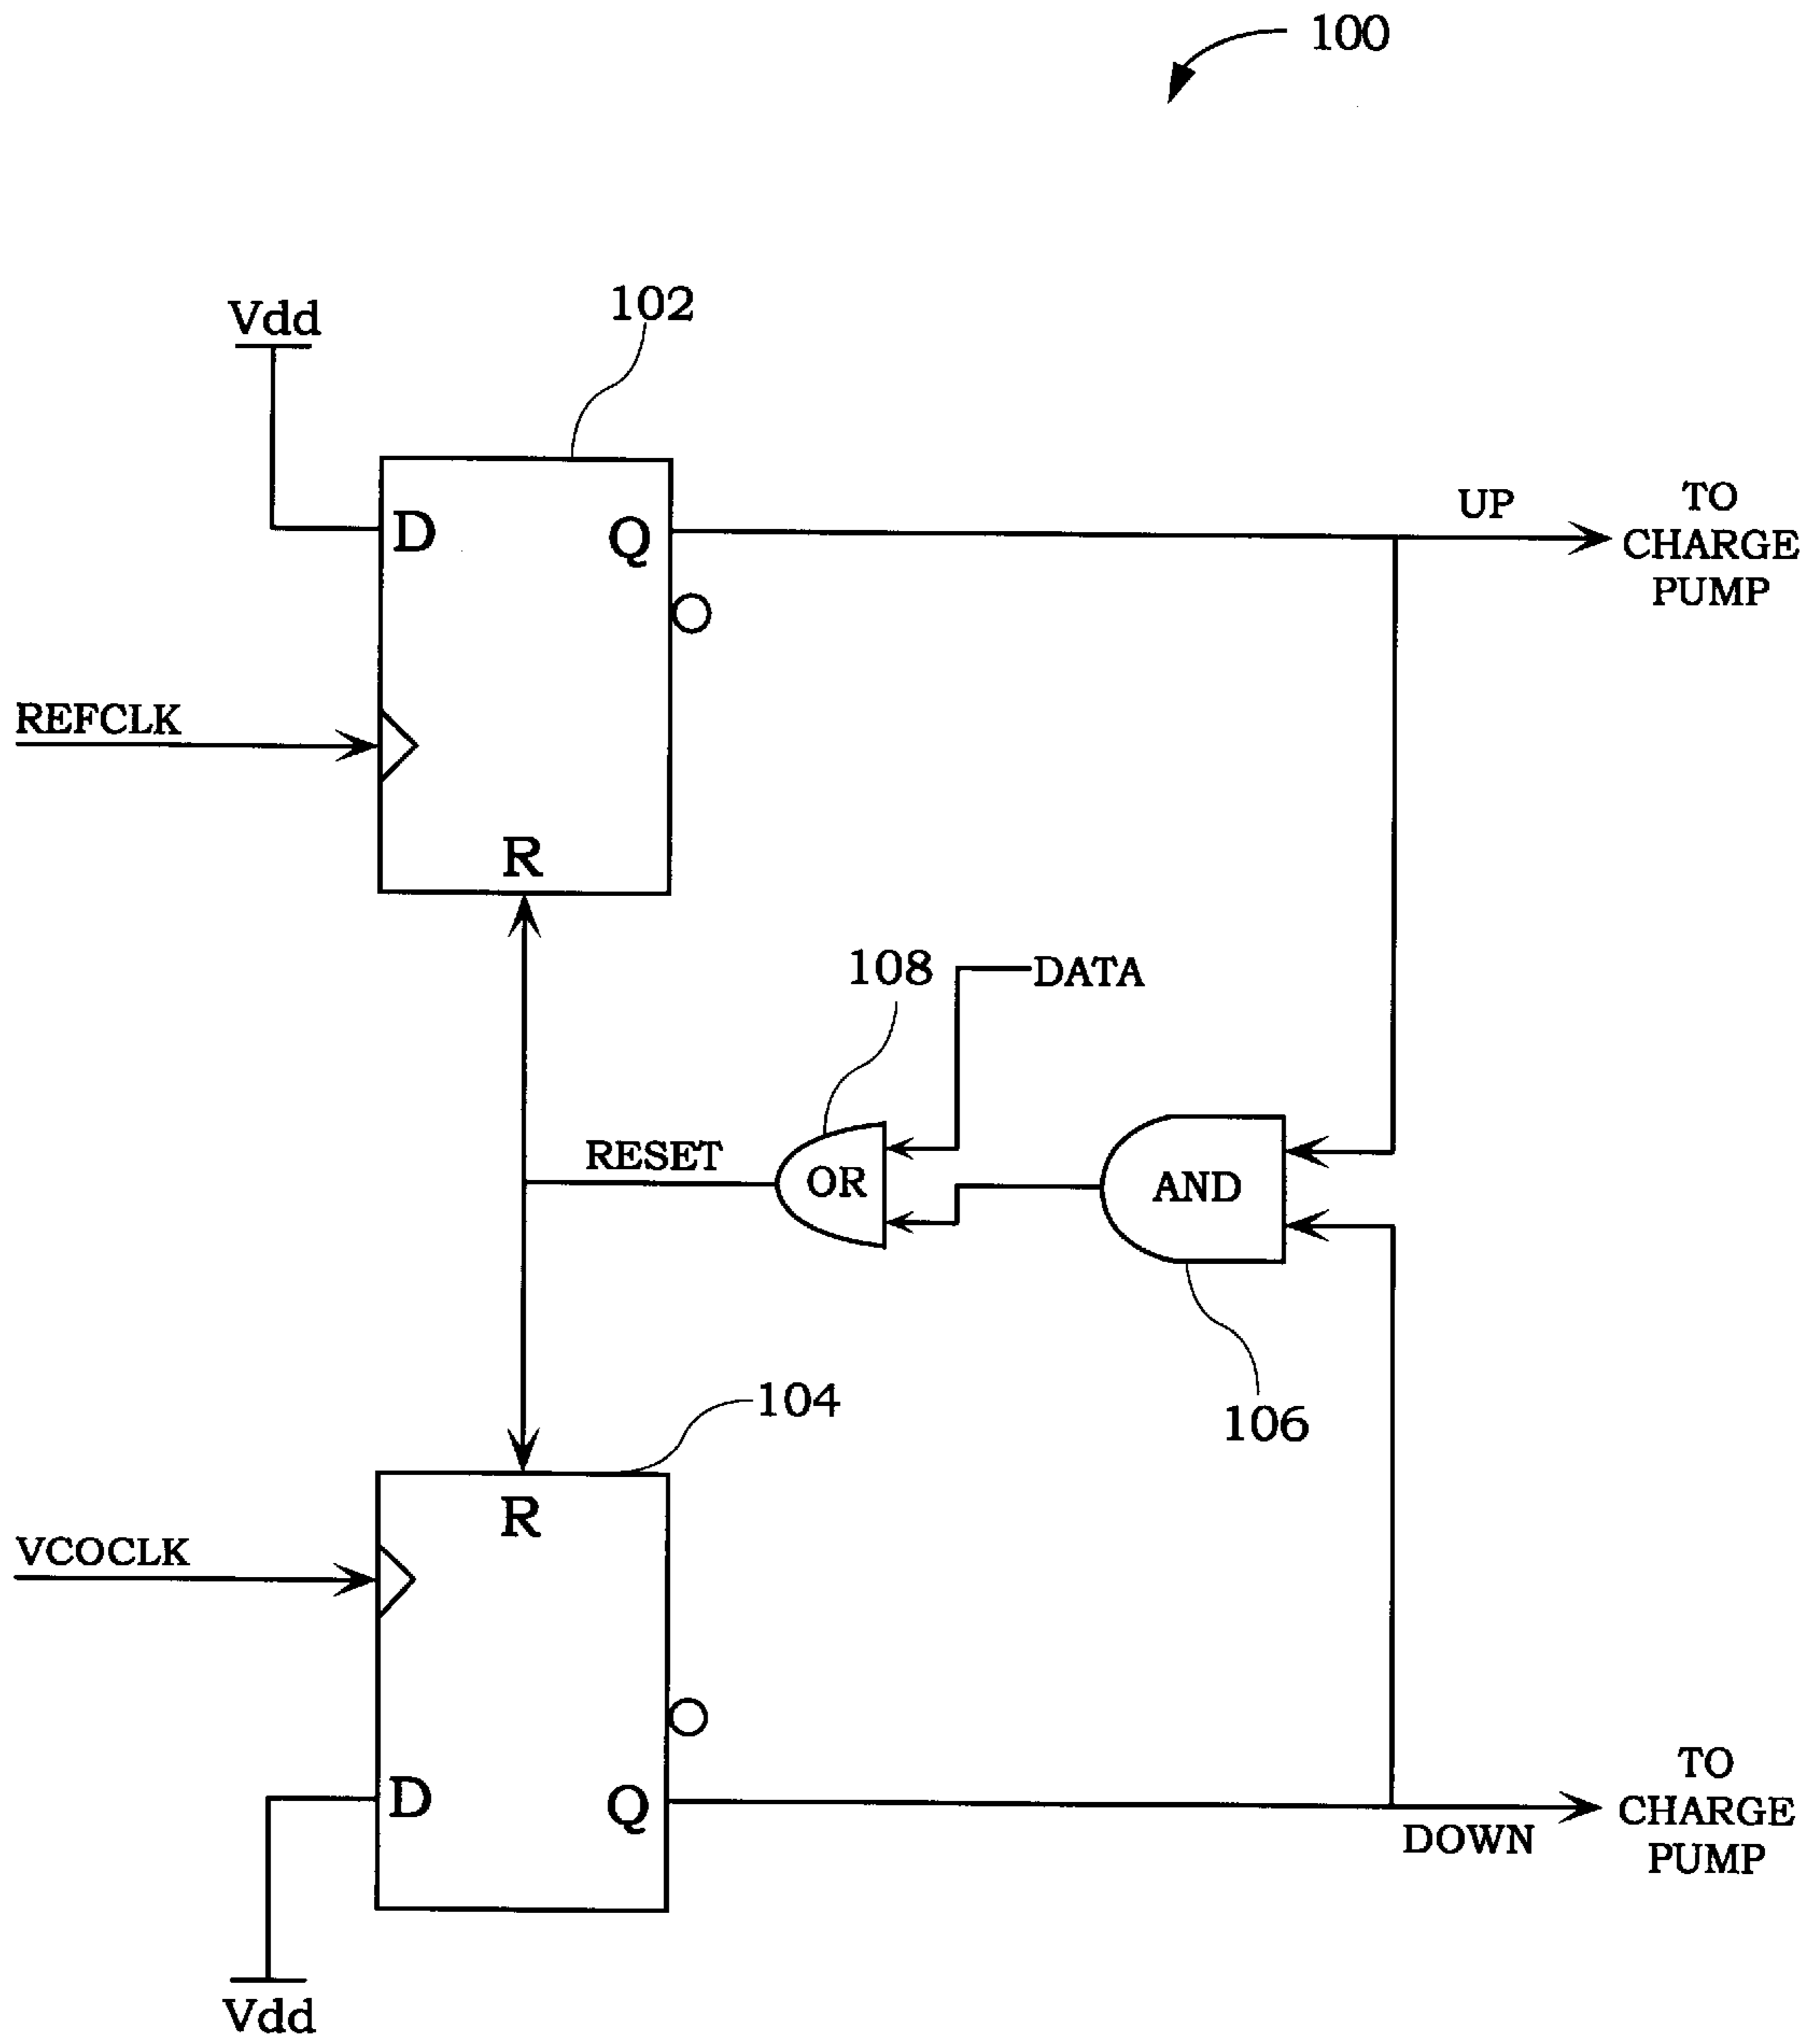 100
Vdd
102
D
Q
UP
TO
CHARGE
PUMP
REFCLK
R
108
DATA
RESET
OR
AND
106
104
R
VCOCLK
D
Q
DOWN
TO
CHARGE
PUMP
Vdd